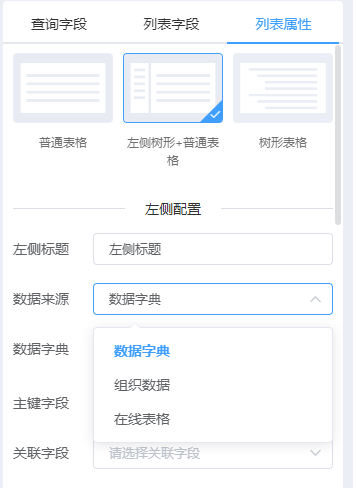 查询字段 列表字段 列表属性
普通表格 左侧树形+普通表格 树形表格
左侧配置
左侧标题 左侧标题
数据来源 数据字典
数据字典
数据字典
组织数据
主键字段
在线表格
关联字段 请选择关联字段